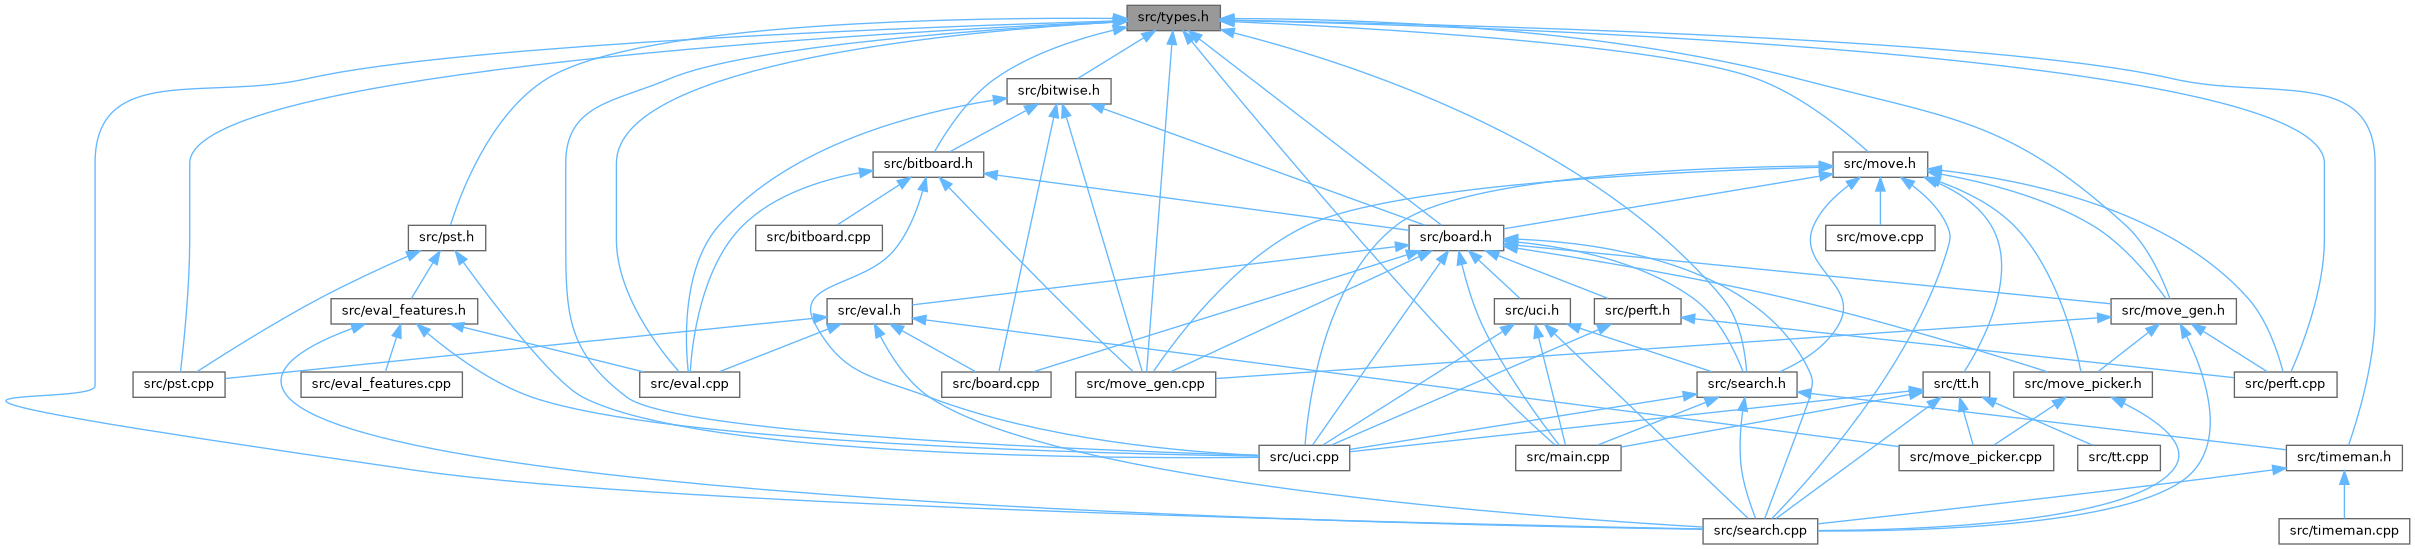 src/types.h
src/bitwise.h
src/bitboard.h
src/move.h
src/pst.h
src/bitboard.cpp
src/board.h
src/move.cpp
src/eval_features.h
src/eval.h
src/uci.h
src/perft.h
src/move_gen.h
src/pst.cpp
src/eval_features.cpp
src/eval.cpp
src/board.cpp
src/move_gen.cpp
src/search.h
src/tt.h
src/move_picker.h
src/perft.cpp
src/uci.cpp
src/main.cpp
src/move_picker.cpp
src/tt.cpp
src/timeman.h
src/search.cpp
src/timeman.cpp